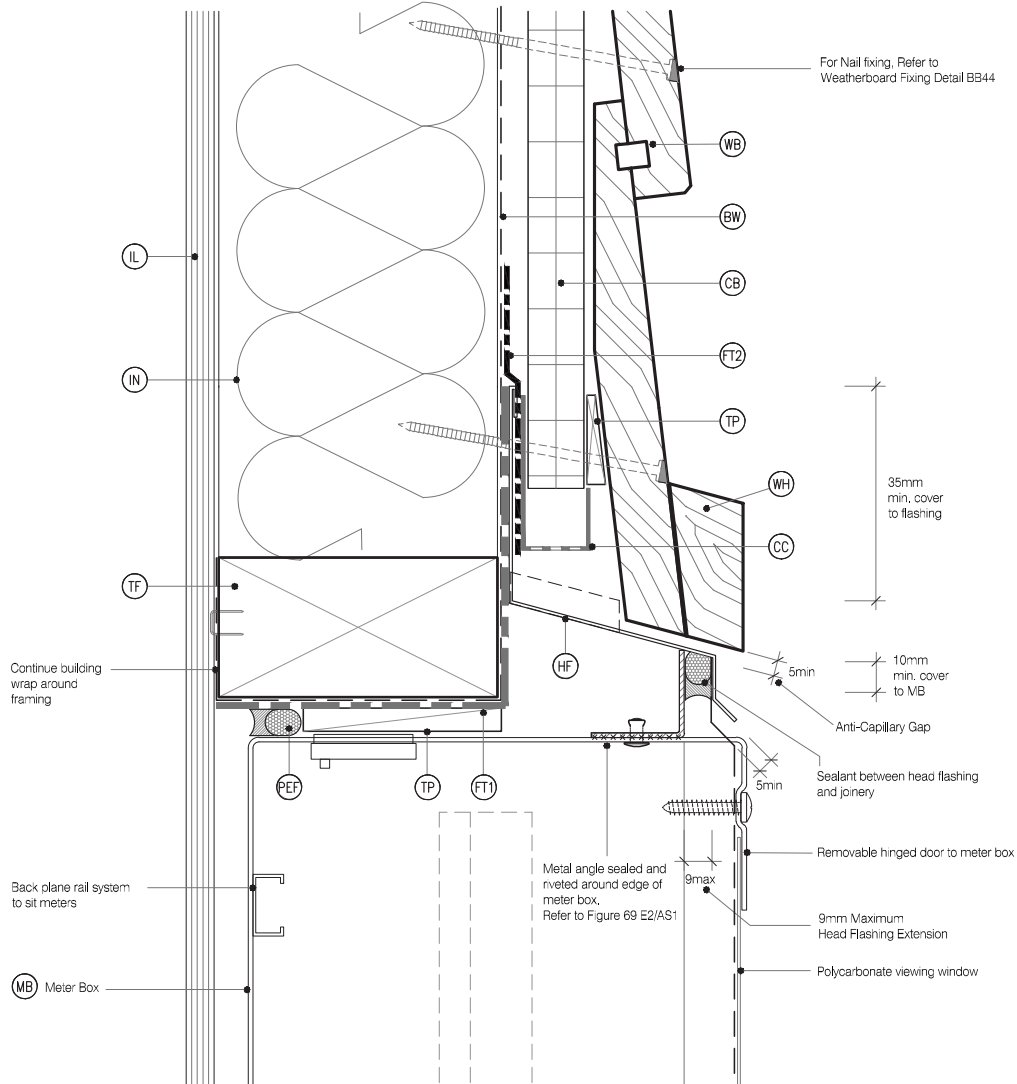 For Nail fixing, Refer to
Weatherboard Fixing Detail BB44
WB
BW
IL
CB
FT2
IN
TP
WH
35mm
min. cover
to flashing
CC
TF
HF
Continue building
wrap around
framing
5min
10mm
min. cover
to MB
Anti-Capillary Gap
PEF
TP
FT1
5min
Sealant between head flashing
and joinery
Metal angle sealed and
riveted around edge of
meter box.
Refer to Figure 69 E2/AS1
9max
Removable hinged door to meter box
Back plane rail system
to sit meters
9mm Maximum
Head Flashing Extension
Polycarbonate viewing window
MB Meter Box